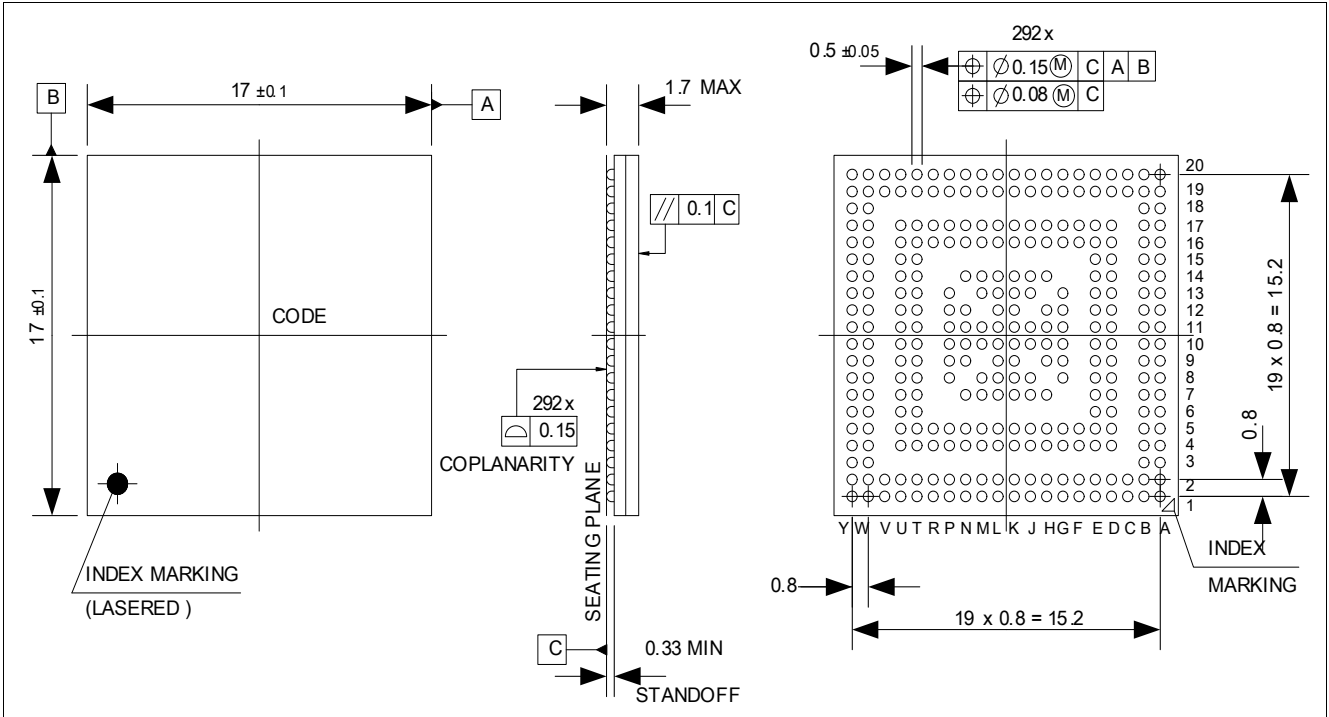 B
17 ±0.1
A
17 ±0.1
CODE
INDEX MARKING
(LASERED )
1.7 MAX
// 0.1 C
292 x
⌓ 0.15
COPLANARITY
SEATING PLANE
C
0.33 MIN
STANDOFF
0.5 ±0.05
292 x
⌖ ∅ 0.15 Ⓜ C A B
⌖ ∅ 0.08 Ⓜ C
20
19
18
17
16
15
14
13
12
11
10
9
8
7
6
5
4
3
2
1
19 x 0.8 = 15.2
0.8
Y W V U T R P N M L K J H G F E D C B A
INDEX
MARKING
0.8
19 x 0.8 = 15.2